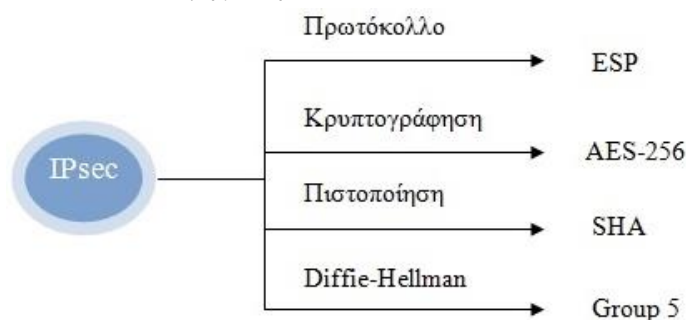 Πρωτόκολλο
ESP
Κρυπτογράφηση
IPsec
AES-256
Πιστοποίηση
SHA
Diffie-Hellman
Group 5